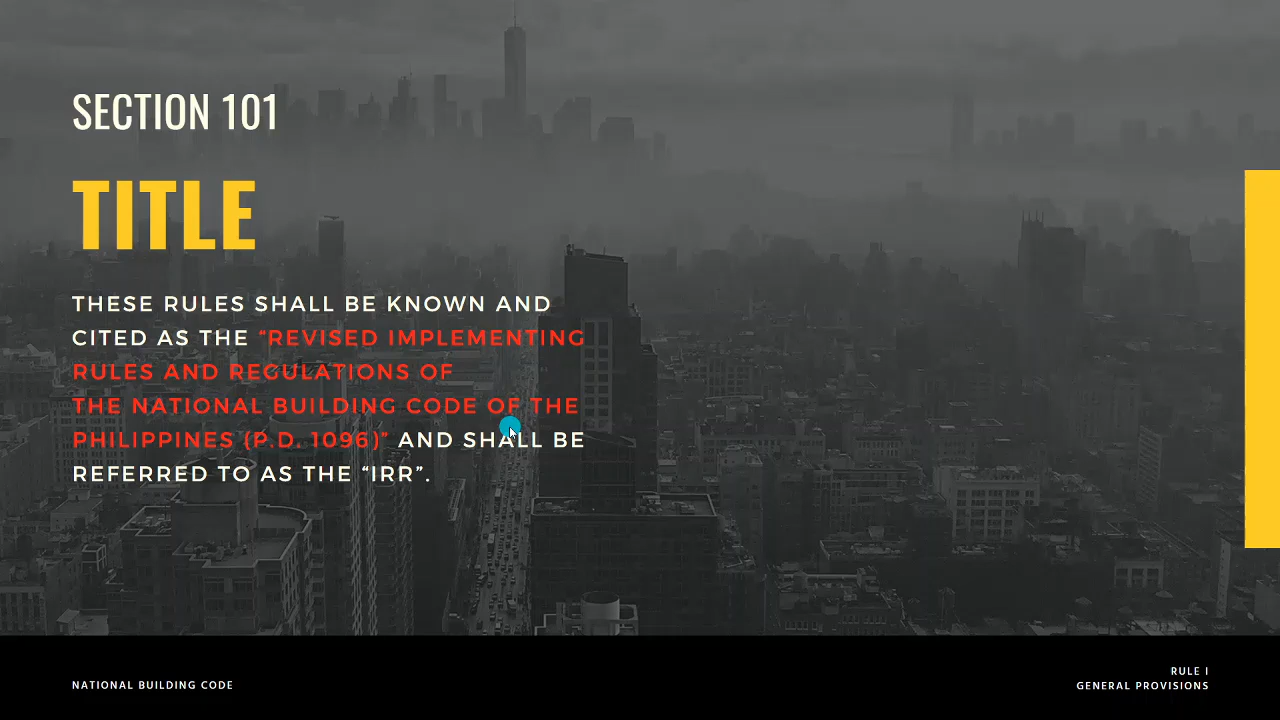 SECTION 101
TITLE
THESE RULES SHALL BE KNOWN AND
CITED AS THE “REVISED IMPLEMENTING
RULES AND REGULATIONS OF
THE NATIONAL BUILDING CODE OF THE
PHILIPPINES (P.D. 1096)” AND SHALL BE
REFERRED TO AS THE “IRR”.
NATIONAL BUILDING CODE
RULE I
GENERAL PROVISIONS